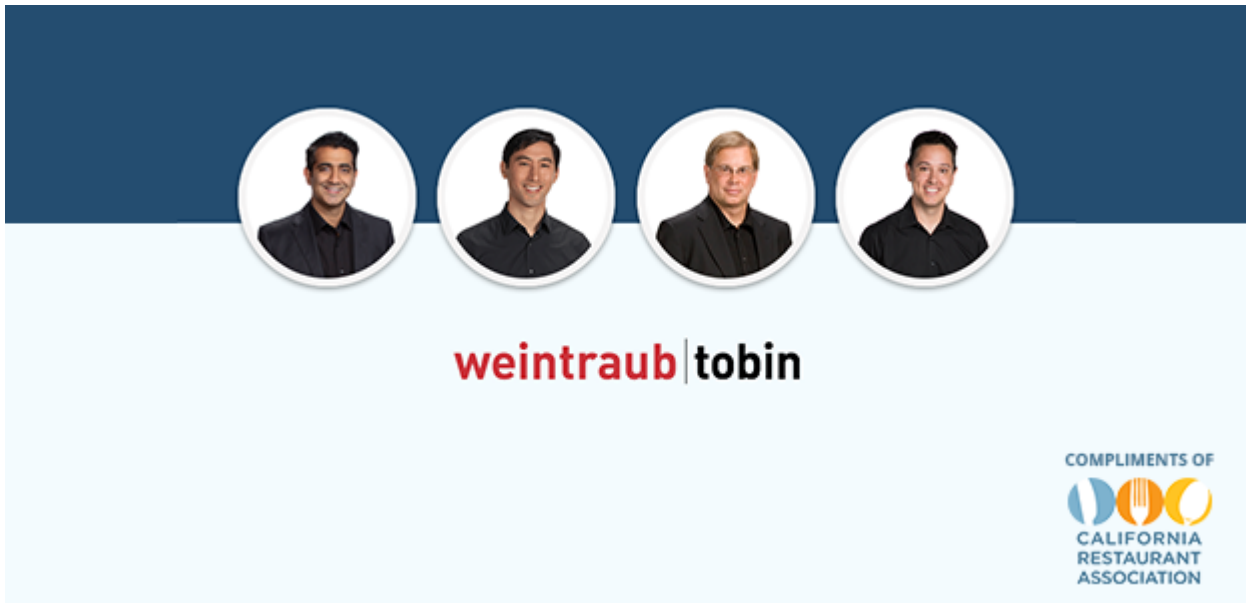 weintraub tobin
COMPLIMENTS OF
CALIFORNIA
RESTAURANT
ASSOCIATION